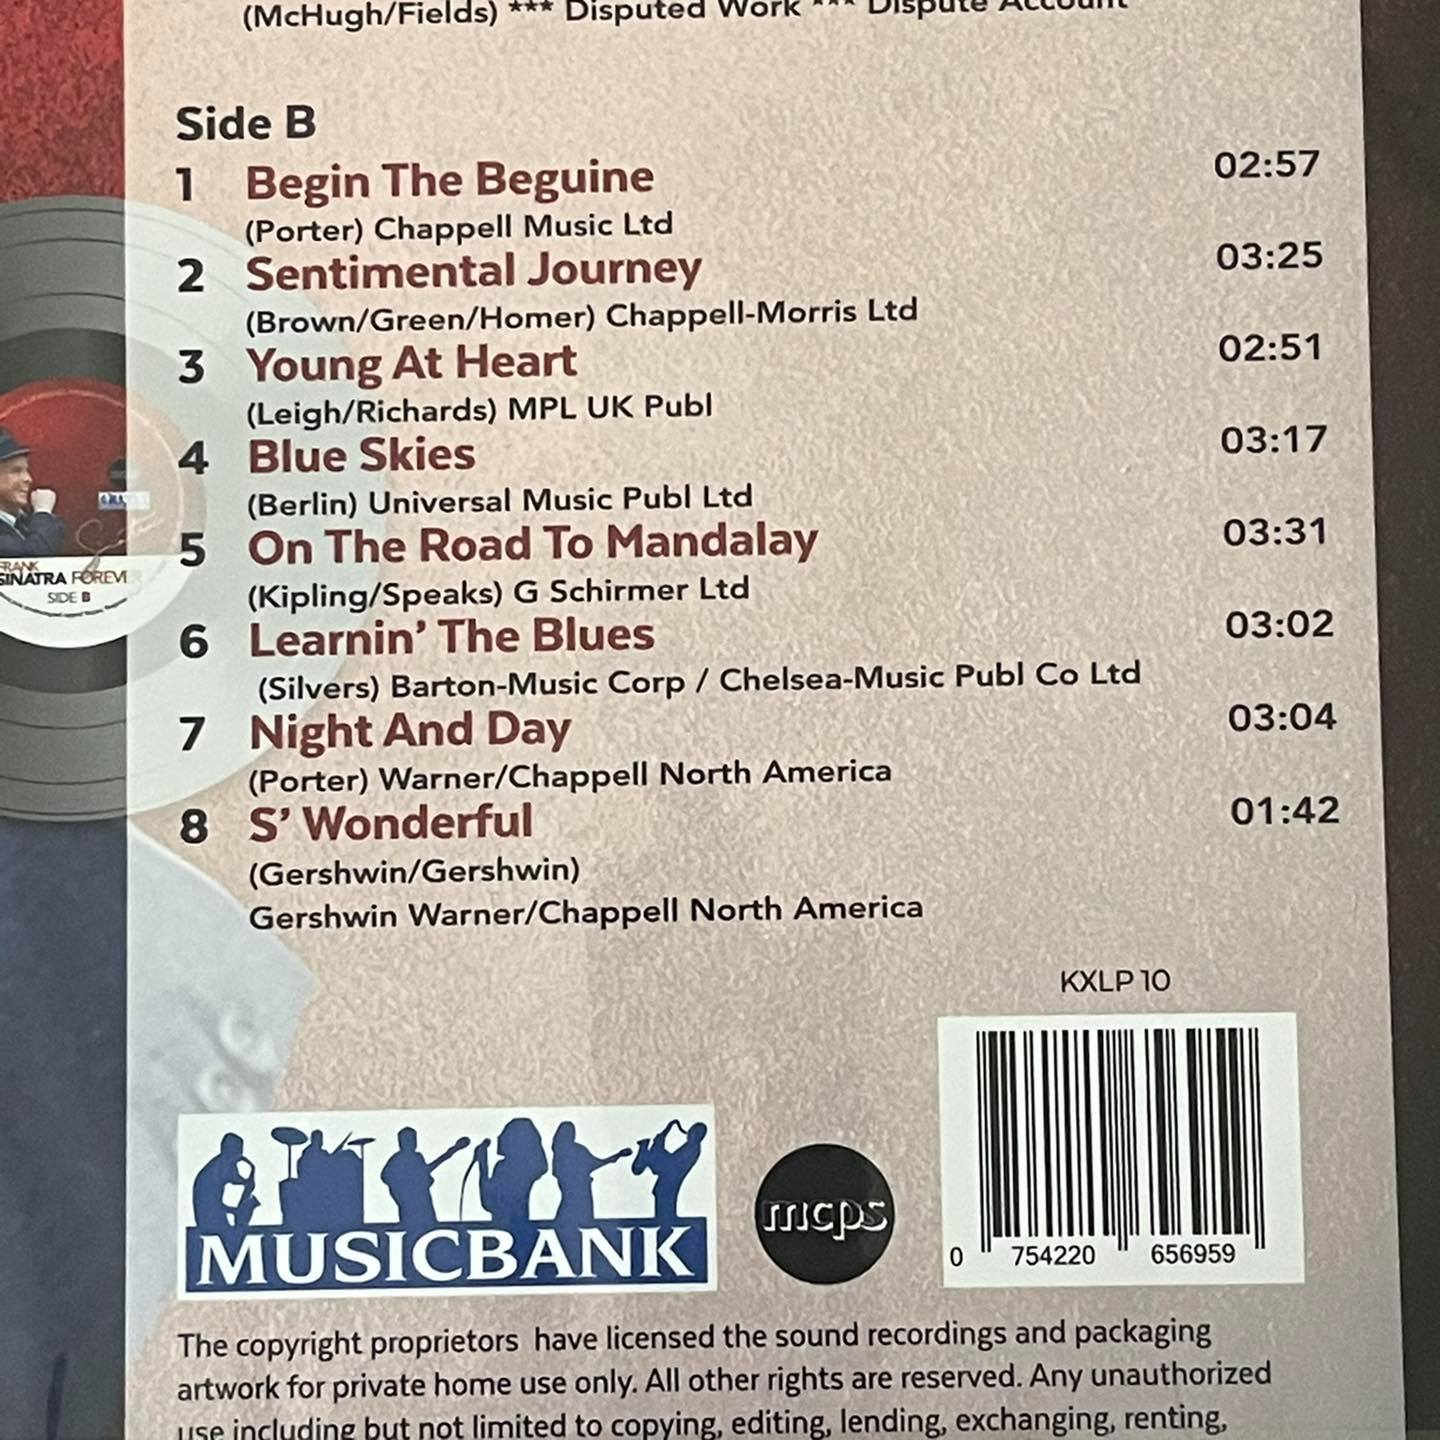 (McHugh/Fields) *** Disputed Work *** Dispute Account
Side B
1 Begin The Beguine 02:57
(Porter) Chappell Music Ltd
2 Sentimental Journey 03:25
(Brown/Green/Homer) Chappell-Morris Ltd
3 Young At Heart 02:51
(Leigh/Richards) MPL UK Publ
4 Blue Skies 03:17
(Berlin) Universal Music Publ Ltd
5 On The Road To Mandalay 03:31
(Kipling/Speaks) G Schirmer Ltd
6 Learnin’ The Blues 03:02
(Silvers) Barton-Music Corp / Chelsea-Music Publ Co Ltd
7 Night And Day 03:04
(Porter) Warner/Chappell North America
8 S’ Wonderful 01:42
(Gershwin/Gershwin)
Gershwin Warner/Chappell North America
FRANK
SINATRA FOREVE
SIDE B
KXLP 10
0 754220 656959
MUSICBANK
mcps
The copyright proprietors have licensed the sound recordings and packaging
artwork for private home use only. All other rights are reserved. Any unauthorized
use including but not limited to copying, editing, lending, exchanging, renting,